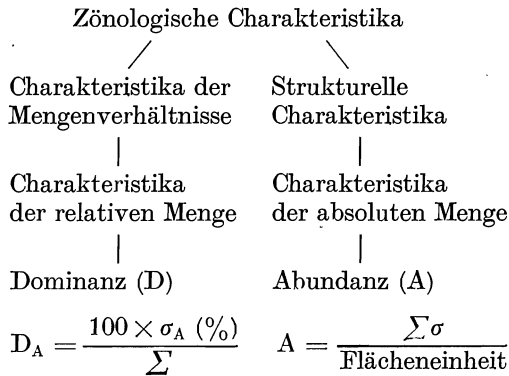 Zönologische Charakteristika
Charakteristika der
Mengenverhältnisse
Charakteristika
der relativen Menge
Dominanz (D)
D_A = 100 × σ_A (%) / Σ
Strukturelle
Charakteristika
Charakteristika
der absoluten Menge
Abundanz (A)
A = Σσ / Flächeneinheit